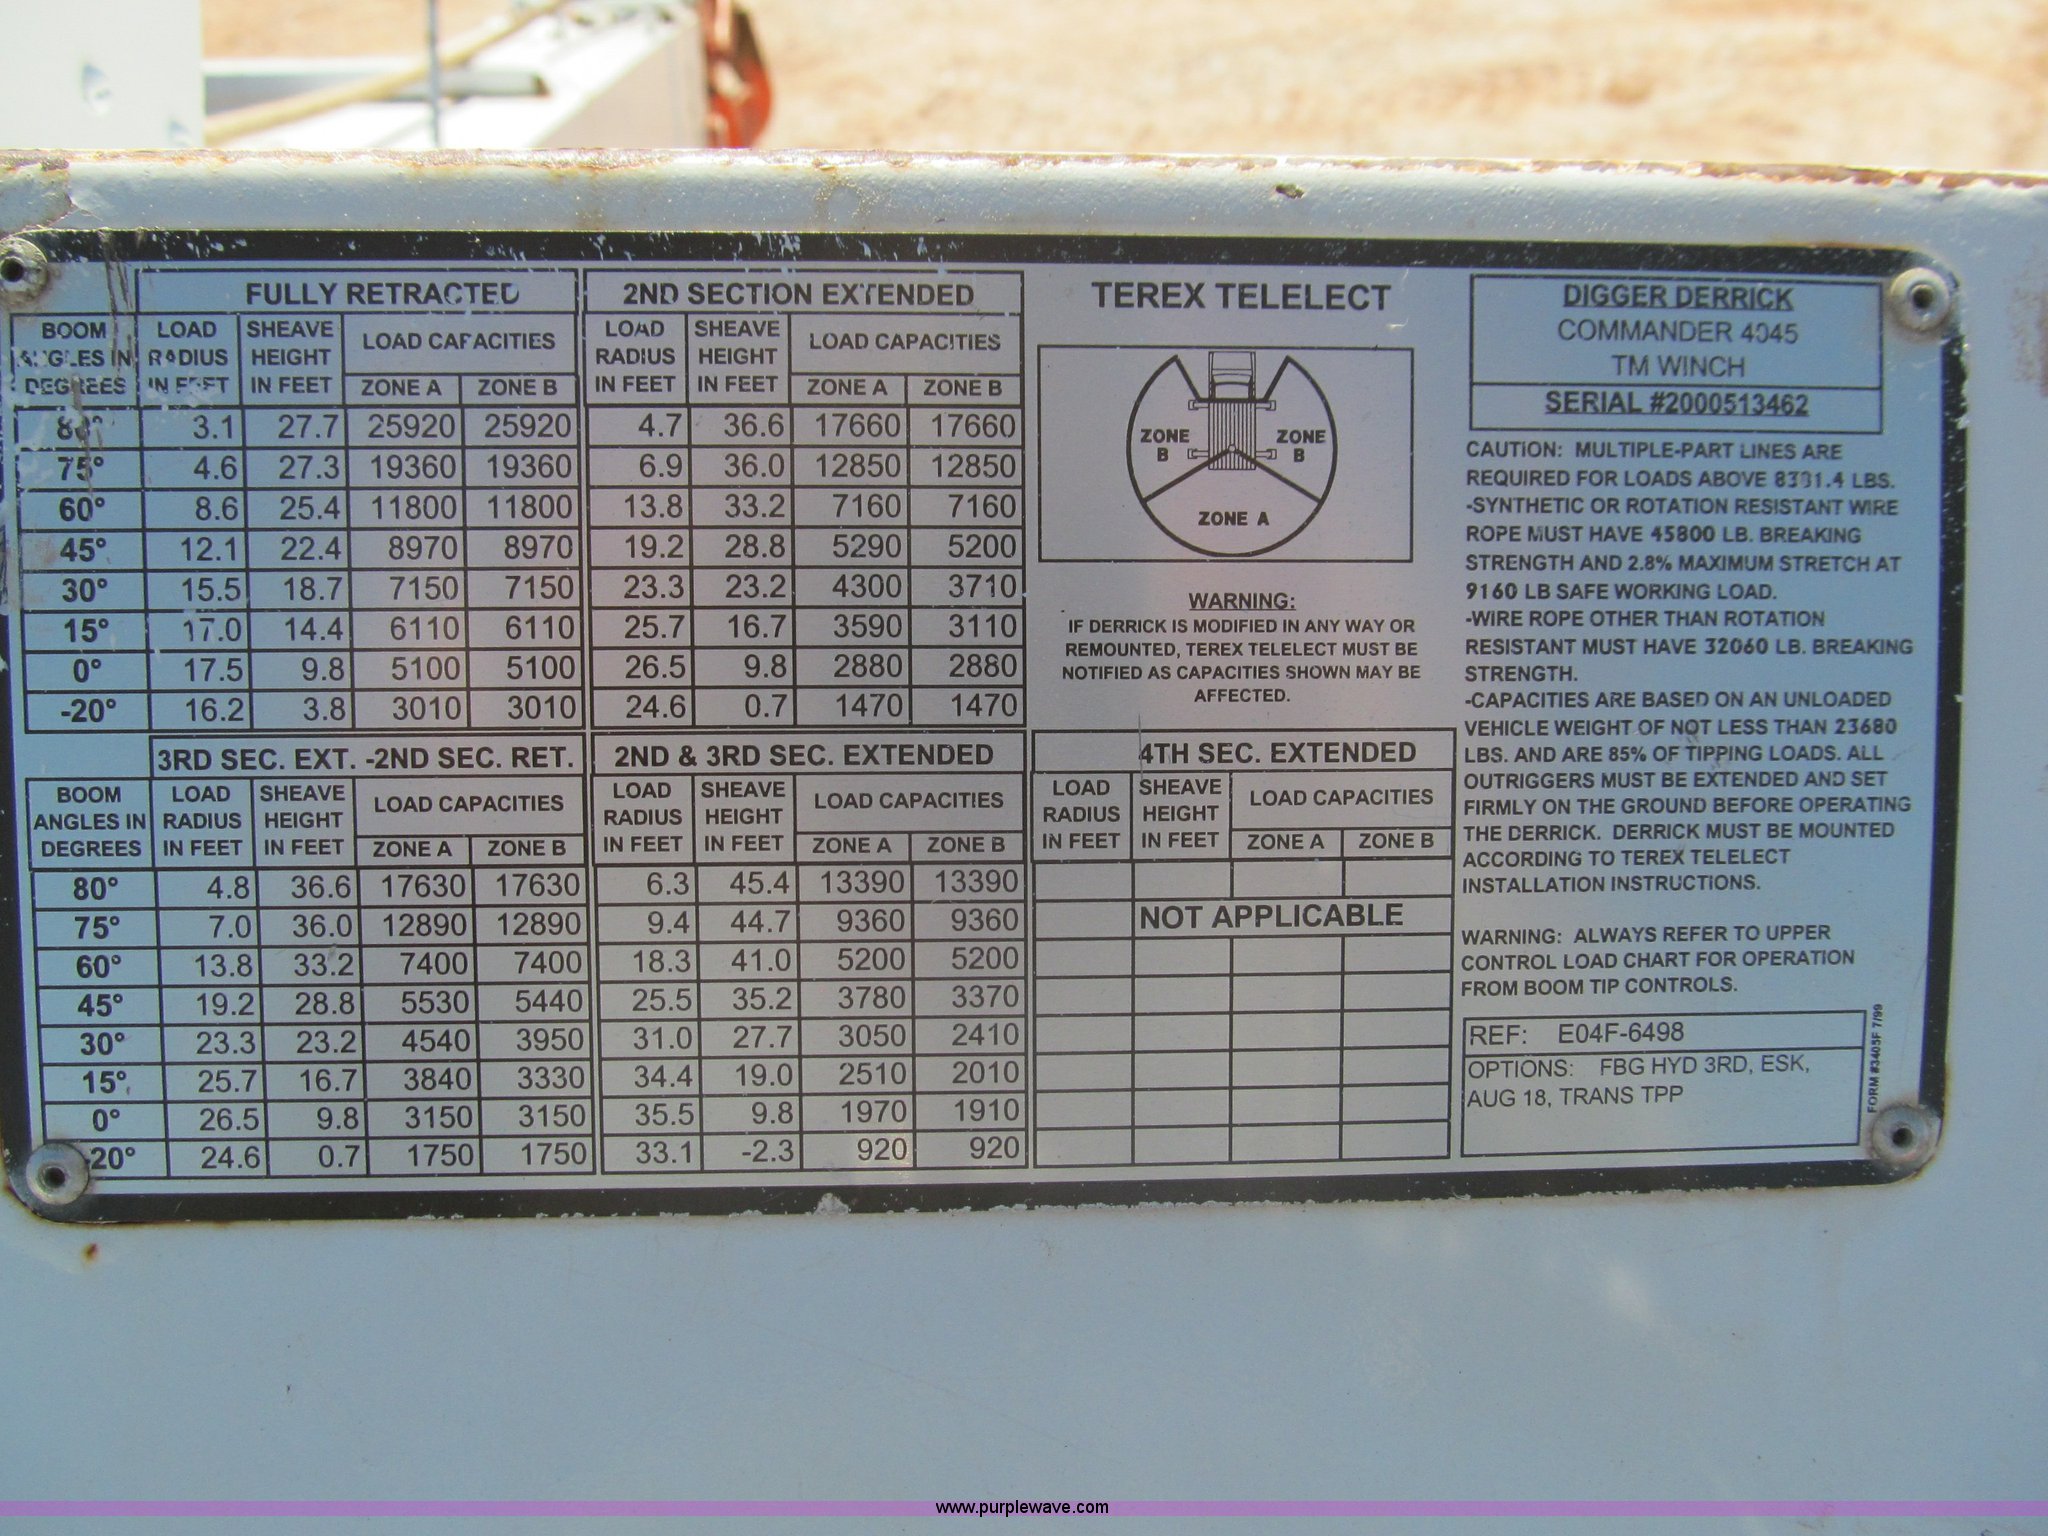 FULLY RETRACTED
BOOM ANGLES IN DEGREES | LOAD RADIUS IN FEET | SHEAVE HEIGHT IN FEET | LOAD CAPACITIES ZONE A | ZONE B
80° 3.1 27.7 25920 25920
75° 4.6 27.3 19360 19360
60° 8.6 25.4 11800 11800
45° 12.1 22.4 8970 8970
30° 15.5 18.7 7150 7150
15° 17.0 14.4 6110 6110
0° 17.5 9.8 5100 5100
-20° 16.2 3.8 3010 3010
2ND SECTION EXTENDED
LOAD RADIUS IN FEET | SHEAVE HEIGHT IN FEET | LOAD CAPACITIES ZONE A | ZONE B
4.7 36.6 17660 17660
6.9 36.0 12850 12850
13.8 33.2 7160 7160
19.2 28.8 5290 5200
23.3 23.2 4300 3710
25.7 16.7 3590 3110
26.5 9.8 2880 2880
24.6 0.7 1470 1470
3RD SEC. EXT. -2ND SEC. RET.
BOOM ANGLES IN DEGREES | LOAD RADIUS IN FEET | SHEAVE HEIGHT IN FEET | LOAD CAPACITIES ZONE A | ZONE B
80° 4.8 36.6 17630 17630
75° 7.0 36.0 12890 12890
60° 13.8 33.2 7400 7400
45° 19.2 28.8 5530 5440
30° 23.3 23.2 4540 3950
15° 25.7 16.7 3840 3330
0° 26.5 9.8 3150 3150
-20° 24.6 0.7 1750 1750
2ND & 3RD SEC. EXTENDED
LOAD RADIUS IN FEET | SHEAVE HEIGHT IN FEET | LOAD CAPACITIES ZONE A | ZONE B
6.3 45.4 13390 13390
9.4 44.7 9360 9360
18.3 41.0 5200 5200
25.5 35.2 3780 3370
31.0 27.7 3050 2410
34.4 19.0 2510 2010
35.5 9.8 1970 1910
33.1 -2.3 920 920
TEREX TELELECT
ZONE B
ZONE B
ZONE A
WARNING:
IF DERRICK IS MODIFIED IN ANY WAY OR
REMOUNTED, TEREX TELELECT MUST BE
NOTIFIED AS CAPACITIES SHOWN MAY BE
AFFECTED.
4TH SEC. EXTENDED
LOAD RADIUS IN FEET | SHEAVE HEIGHT IN FEET | LOAD CAPACITIES ZONE A | ZONE B
NOT APPLICABLE
DIGGER DERRICK
COMMANDER 4045
TM WINCH
SERIAL #2000513462
CAUTION: MULTIPLE-PART LINES ARE
REQUIRED FOR LOADS ABOVE LBS.
-SYNTHETIC OR ROTATION RESISTANT WIRE
ROPE MUST HAVE 45800 LB. BREAKING
STRENGTH AND 2.8% MAXIMUM STRETCH AT
9160 LB SAFE WORKING LOAD.
-WIRE ROPE OTHER THAN ROTATION
RESISTANT MUST HAVE 32060 LB. BREAKING
STRENGTH.
-CAPACITIES ARE BASED ON AN UNLOADED
VEHICLE WEIGHT OF NOT LESS THAN 23680
LBS. AND ARE 85% OF TIPPING LOADS. ALL
OUTRIGGERS MUST BE EXTENDED AND SET
FIRMLY ON THE GROUND BEFORE OPERATING
THE DERRICK. DERRICK MUST BE MOUNTED
ACCORDING TO TEREX TELELECT
INSTALLATION INSTRUCTIONS.
WARNING: ALWAYS REFER TO UPPER
CONTROL LOAD CHART FOR OPERATION
FROM BOOM TIP CONTROLS.
REF: E04F-6498
OPTIONS: FBG HYD 3RD, ESK,
AUG 18, TRANS TPP
FORM #3405F 7/99
www.purplewave.com